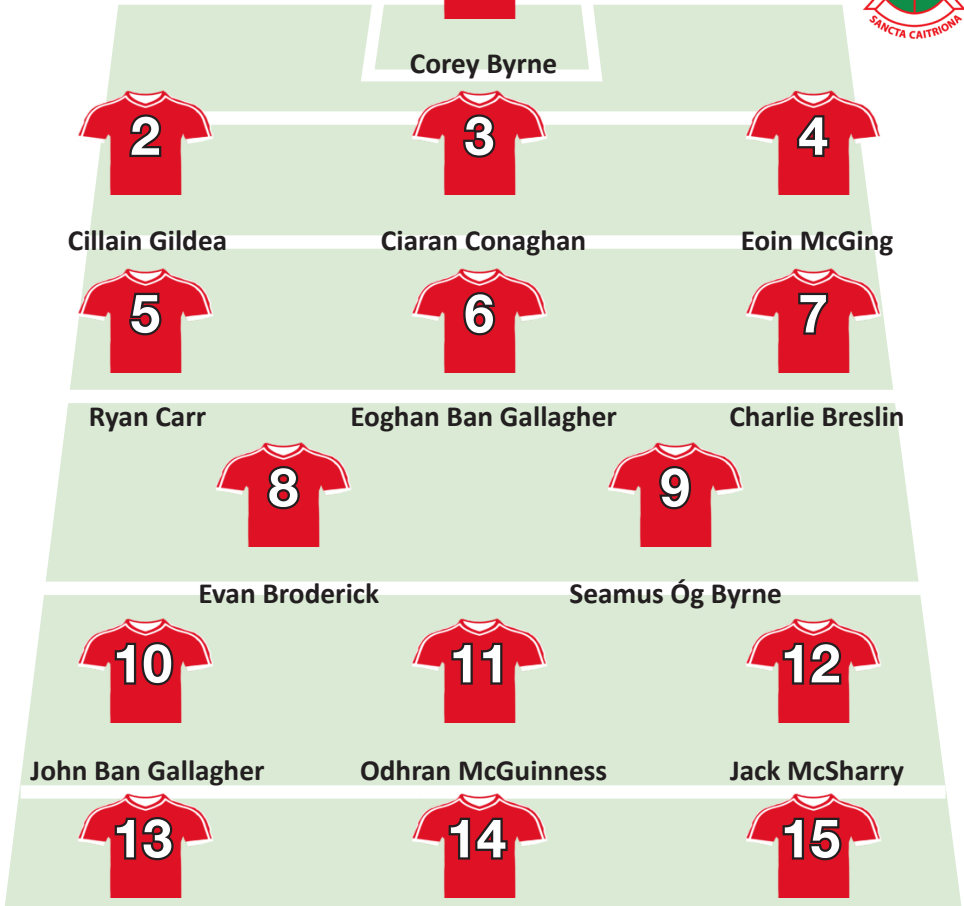 SANCTA CAITRIONA
Corey Byrne
2 3 4
Cillain Gildea Ciaran Conaghan Eoin McGing
5 6 7
Ryan Carr Eoghan Ban Gallagher Charlie Breslin
8 9
Evan Broderick Seamus Óg Byrne
10 11 12
John Ban Gallagher Odhran McGuinness Jack McSharry
13 14 15